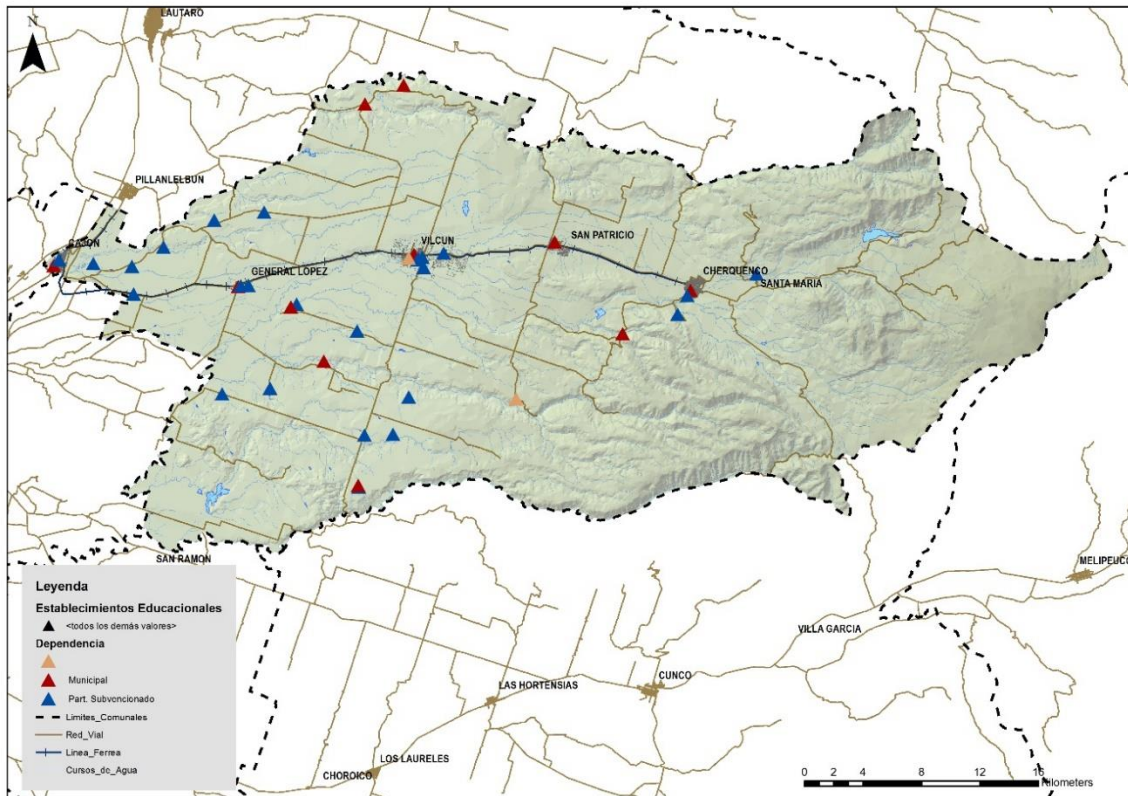 N
LAUTARO
PILLANLELBUN
CAJON
VILCUN
SAN PATRICIO
GENERAL LOPEZ
CHERQUENCO
SANTA MARIA
SAN RAMON
MELIPEUCO
VILLA GARCIA
CUNCO
LAS HORTENSIAS
LOS LAURELES
CHOROICO
Leyenda
Establecimientos Educacionales
<todos los demás valores>
Dependencia
Municipal
Part. Subvencionado
Limites_Comunales
Red_Vial
Linea_Ferrea
Cursos_de_Agua
0 2 4 8 12 16
Kilometers